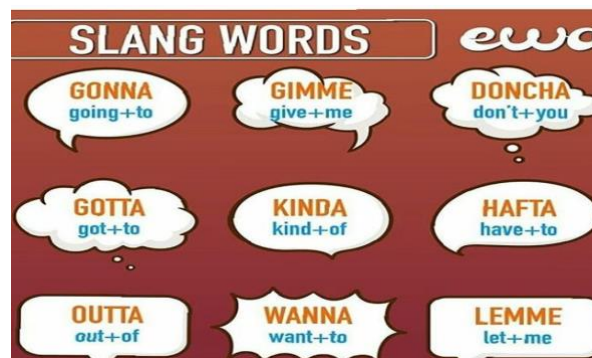 SLANG WORDS
ewa
GONNA
going+to
GIMME
give+me
DONCHA
don't+you
GOTTA
got+to
KINDA
kind+of
HAFTA
have+to
OUTTA
out+of
WANNA
want+to
LEMME
let+me